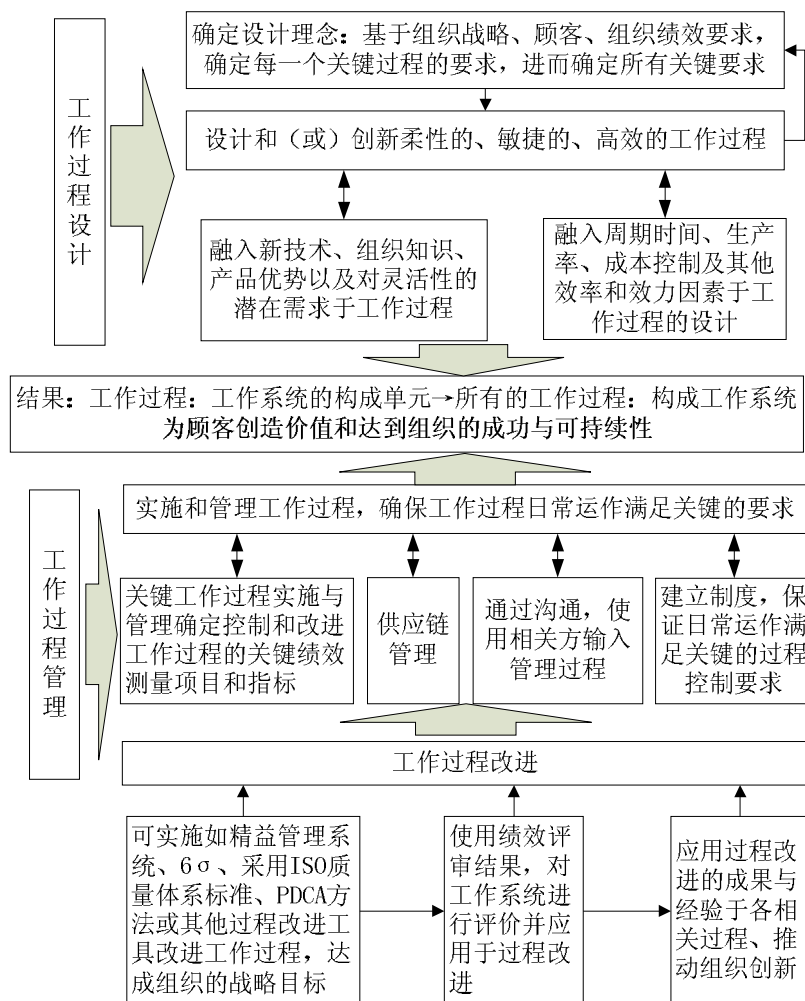 确定设计理念：基于组织战略、顾客、组织绩效要求，
确定每一个关键过程的要求，进而确定所有关键要求
工作过程设计
设计和（或）创新柔性的、敏捷的、高效的工作过程
融入新技术、组织知识、
产品优势以及对灵活性的
潜在需求于工作过程
融入周期时间、生产
率、成本控制及其他
效率和效力因素于工
作过程的设计
结果：工作过程：工作系统的构成单元→所有的工作过程：构成工作系统
为顾客创造价值和达到组织的成功与可持续性
工作过程管理
实施和管理工作过程，确保工作过程日常运作满足关键的要求
关键工作过程实施与
管理确定控制和改进
工作过程的关键绩效
测量项目和指标
供应链
管理
通过沟通，使
用相关方输入
管理过程
建立制度，保
证日常运作满
足关键的过程
控制要求
工作过程改进
可实施如精益管理系
统、6σ、采用ISO质
量体系标准、PDCA方
法或其他过程改进工
具改进工作过程，达
成组织的战略目标
使用绩效评
审结果，对
工作系统进
行评价并应
用于过程改
进
应用过程改
进的成果与
经验于各相
关过程、推
动组织创新